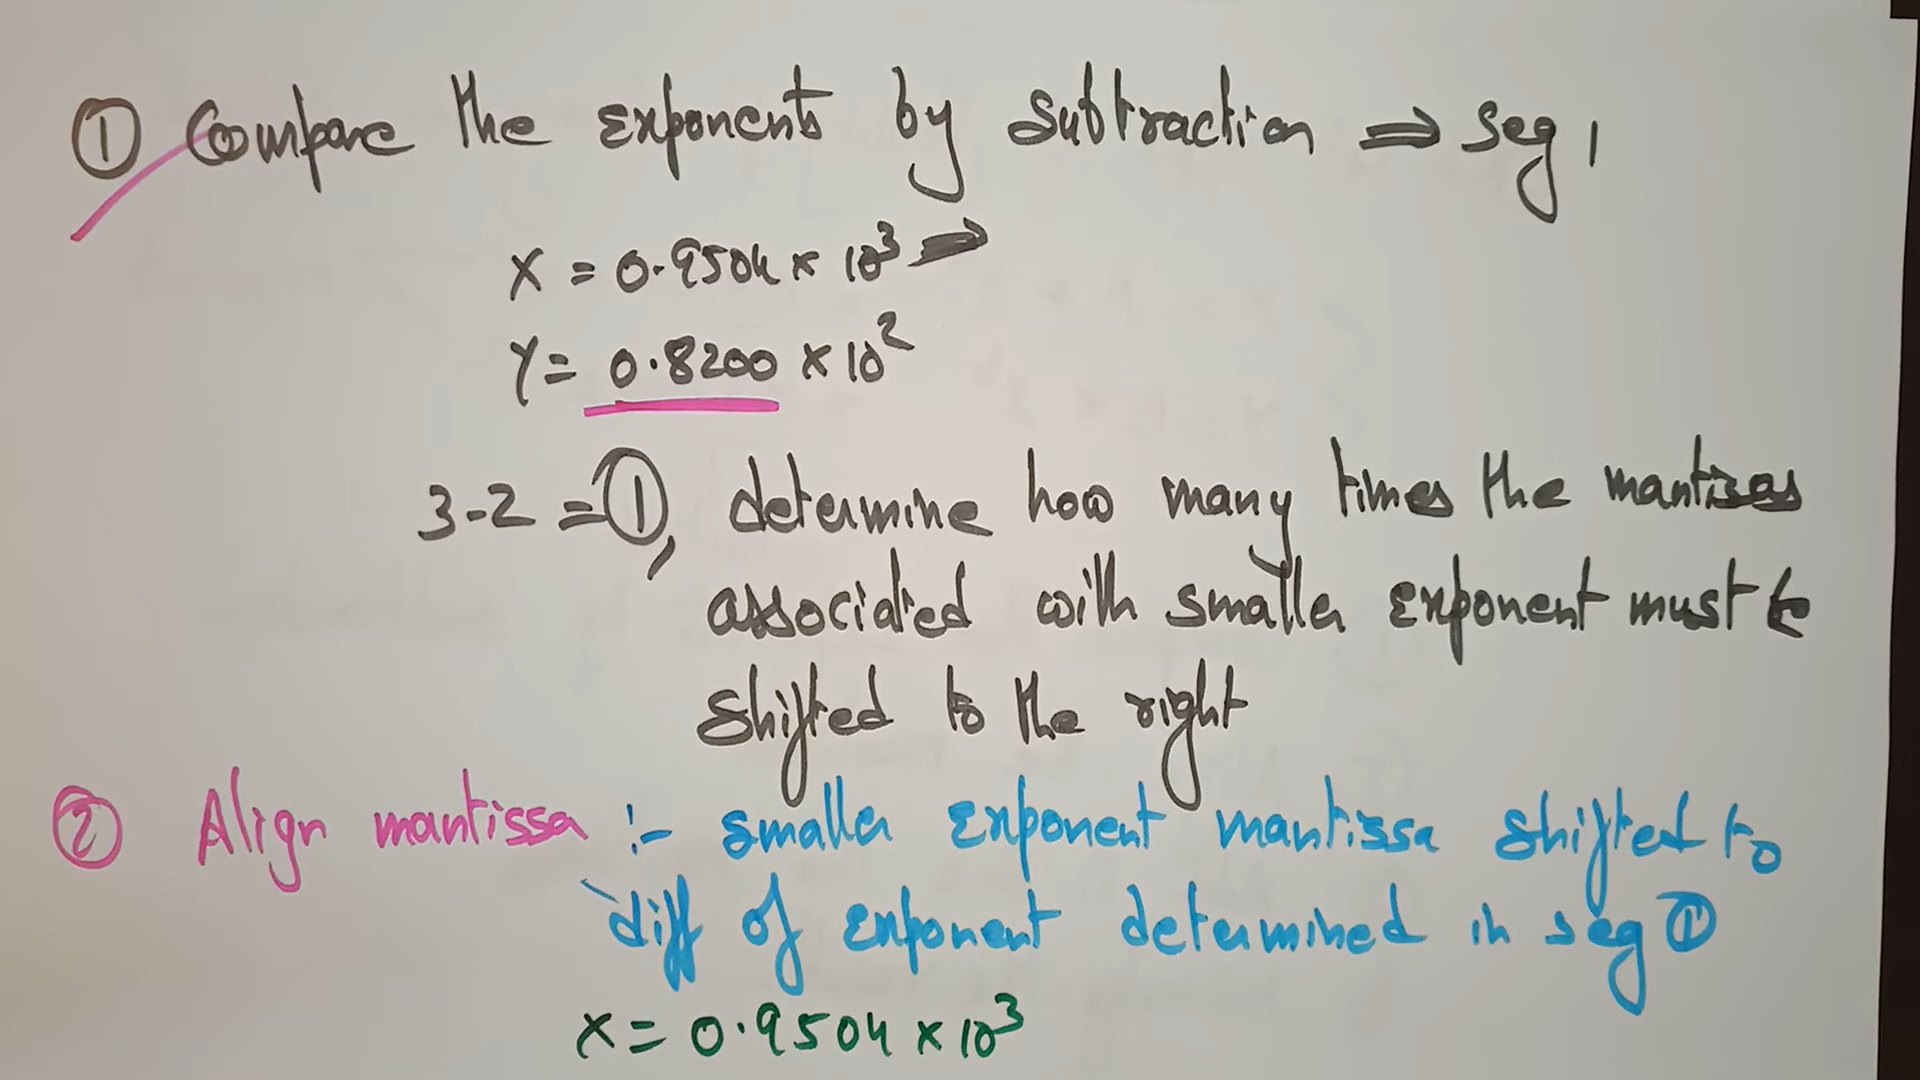 ① Compare the exponents by subtraction ⇒ seg 1
X = 0.9504 × 10³ →
Y = 0.8200 × 10²
3-2 = ①, determine how many times the mantissas
associated with smaller exponent must be
shifted to the right
② Align mantissa :- smaller exponent mantissa shifted to
diff of exponent determined in seg ①
X = 0.9504 × 10³